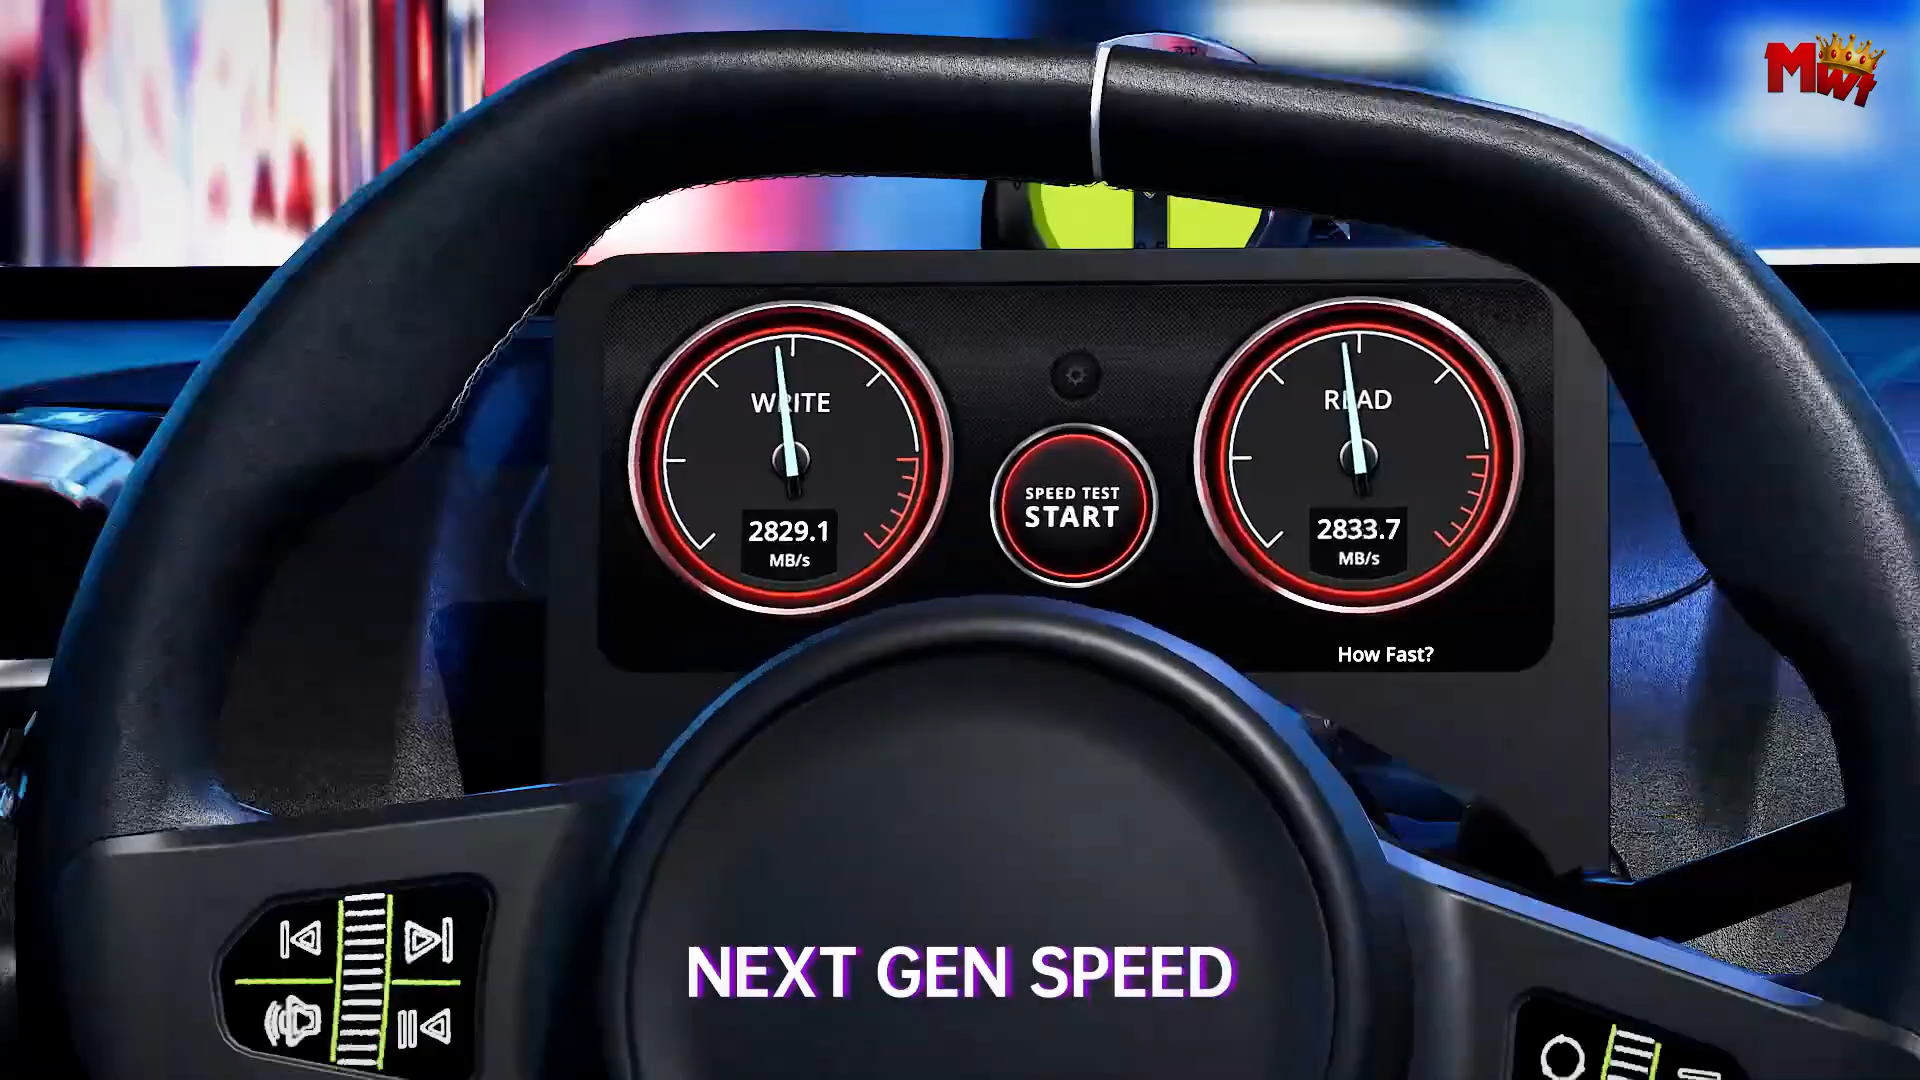 Mwt
WRITE
2829.1
MB/s
SPEED TEST
START
READ
2833.7
MB/s
How Fast?
NEXT GEN SPEED